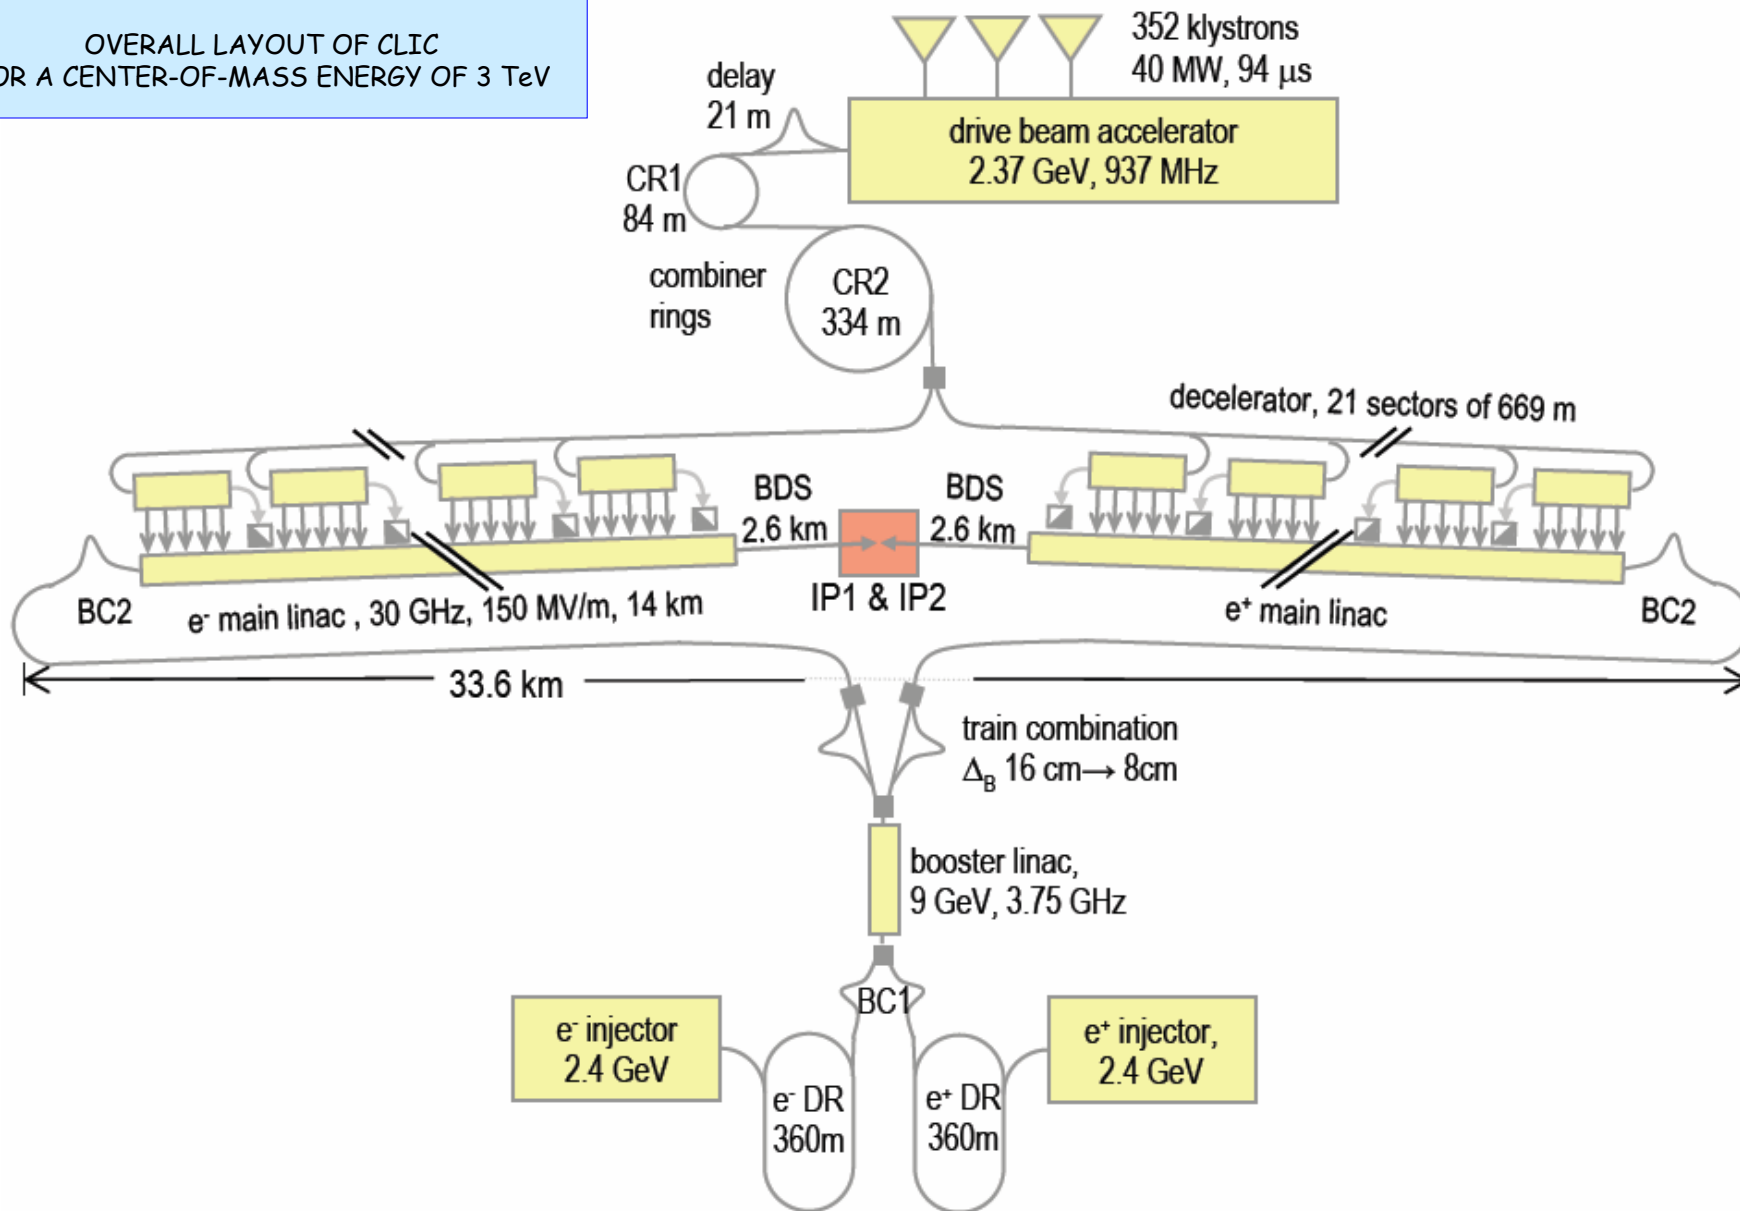 OVERALL LAYOUT OF CLIC
OR A CENTER-OF-MASS ENERGY OF 3 TeV
352 klystrons
40 MW, 94 μs
delay
21 m
drive beam accelerator
2.37 GeV, 937 MHz
CR1
84 m
combiner
rings
CR2
334 m
decelerator, 21 sectors of 669 m
BDS
2.6 km
BDS
2.6 km
IP1 & IP2
BC2
e- main linac , 30 GHz, 150 MV/m, 14 km
e+ main linac
BC2
33.6 km
train combination
ΔB 16 cm→ 8cm
booster linac,
9 GeV, 3.75 GHz
BC1
e- injector
2.4 GeV
e+ injector,
2.4 GeV
e- DR
360m
e+ DR
360m